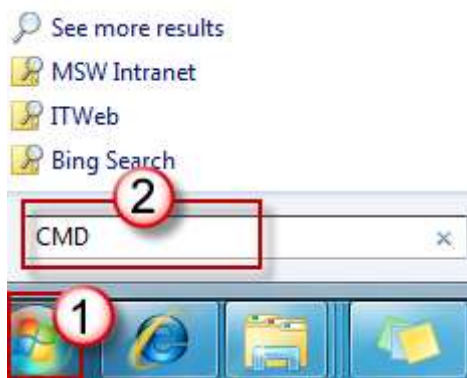 See more results
MSW Intranet
ITWeb
Bing Search
2
CMD
1